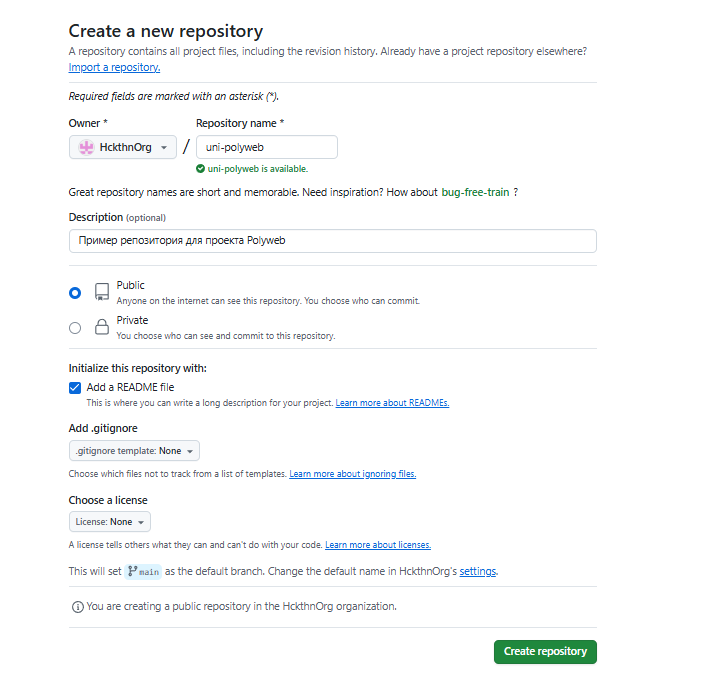 Create a new repository
A repository contains all project files, including the revision history. Already have a project repository elsewhere?
Import a repository.
Required fields are marked with an asterisk (*).
Owner * Repository name *
HckthnOrg / uni-polyweb
uni-polyweb is available.
Great repository names are short and memorable. Need inspiration? How about bug-free-train ?
Description (optional)
Пример репозитория для проекта Polyweb
Public
Anyone on the internet can see this repository. You choose who can commit.
Private
You choose who can see and commit to this repository.
Initialize this repository with:
Add a README file
This is where you can write a long description for your project. Learn more about READMEs.
Add .gitignore
.gitignore template: None
Choose which files not to track from a list of templates. Learn more about ignoring files.
Choose a license
License: None
A license tells others what they can and can't do with your code. Learn more about licenses.
This will set main as the default branch. Change the default name in HckthnOrg's settings.
You are creating a public repository in the HckthnOrg organization.
Create repository